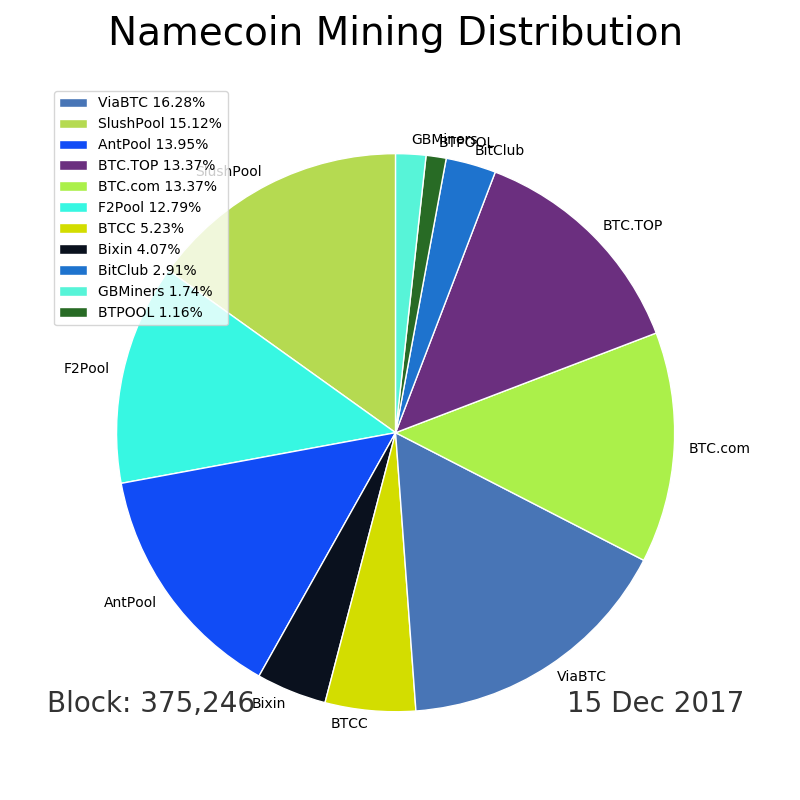 Namecoin Mining Distribution
ViaBTC 16.28%
SlushPool 15.12%
AntPool 13.95%
BTC.TOP 13.37%
BTC.com 13.37%
F2Pool 12.79%
BTCC 5.23%
Bixin 4.07%
BitClub 2.91%
GBMiners 1.74%
BTPOOL 1.16%
GBMiners
BTPOOL
BitClub
SlushPool
BTC.TOP
F2Pool
BTC.com
AntPool
ViaBTC
Bixin
BTCC
Block: 375,246
15 Dec 2017